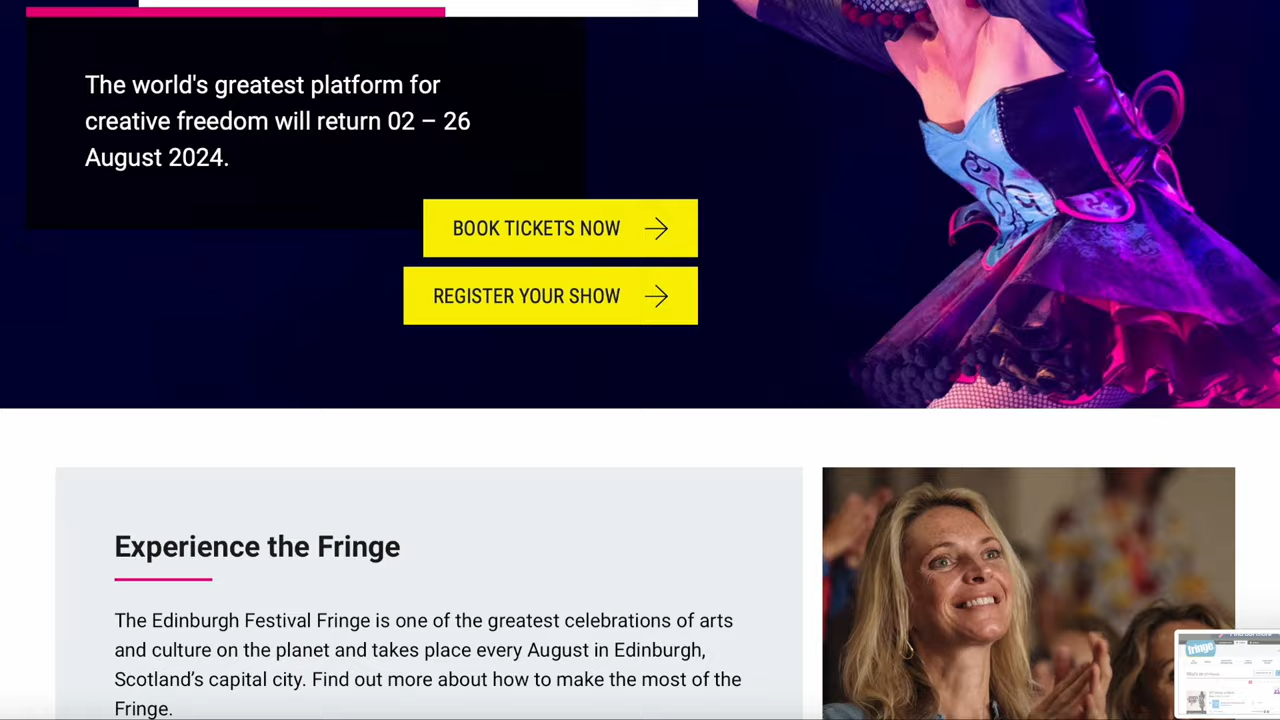 The world's greatest platform for
creative freedom will return 02 – 26
August 2024.
BOOK TICKETS NOW
REGISTER YOUR SHOW
Experience the Fringe
The Edinburgh Festival Fringe is one of the greatest celebrations of arts
and culture on the planet and takes place every August in Edinburgh,
Scotland’s capital city. Find out more about how to make the most of the
Fringe.
fringe